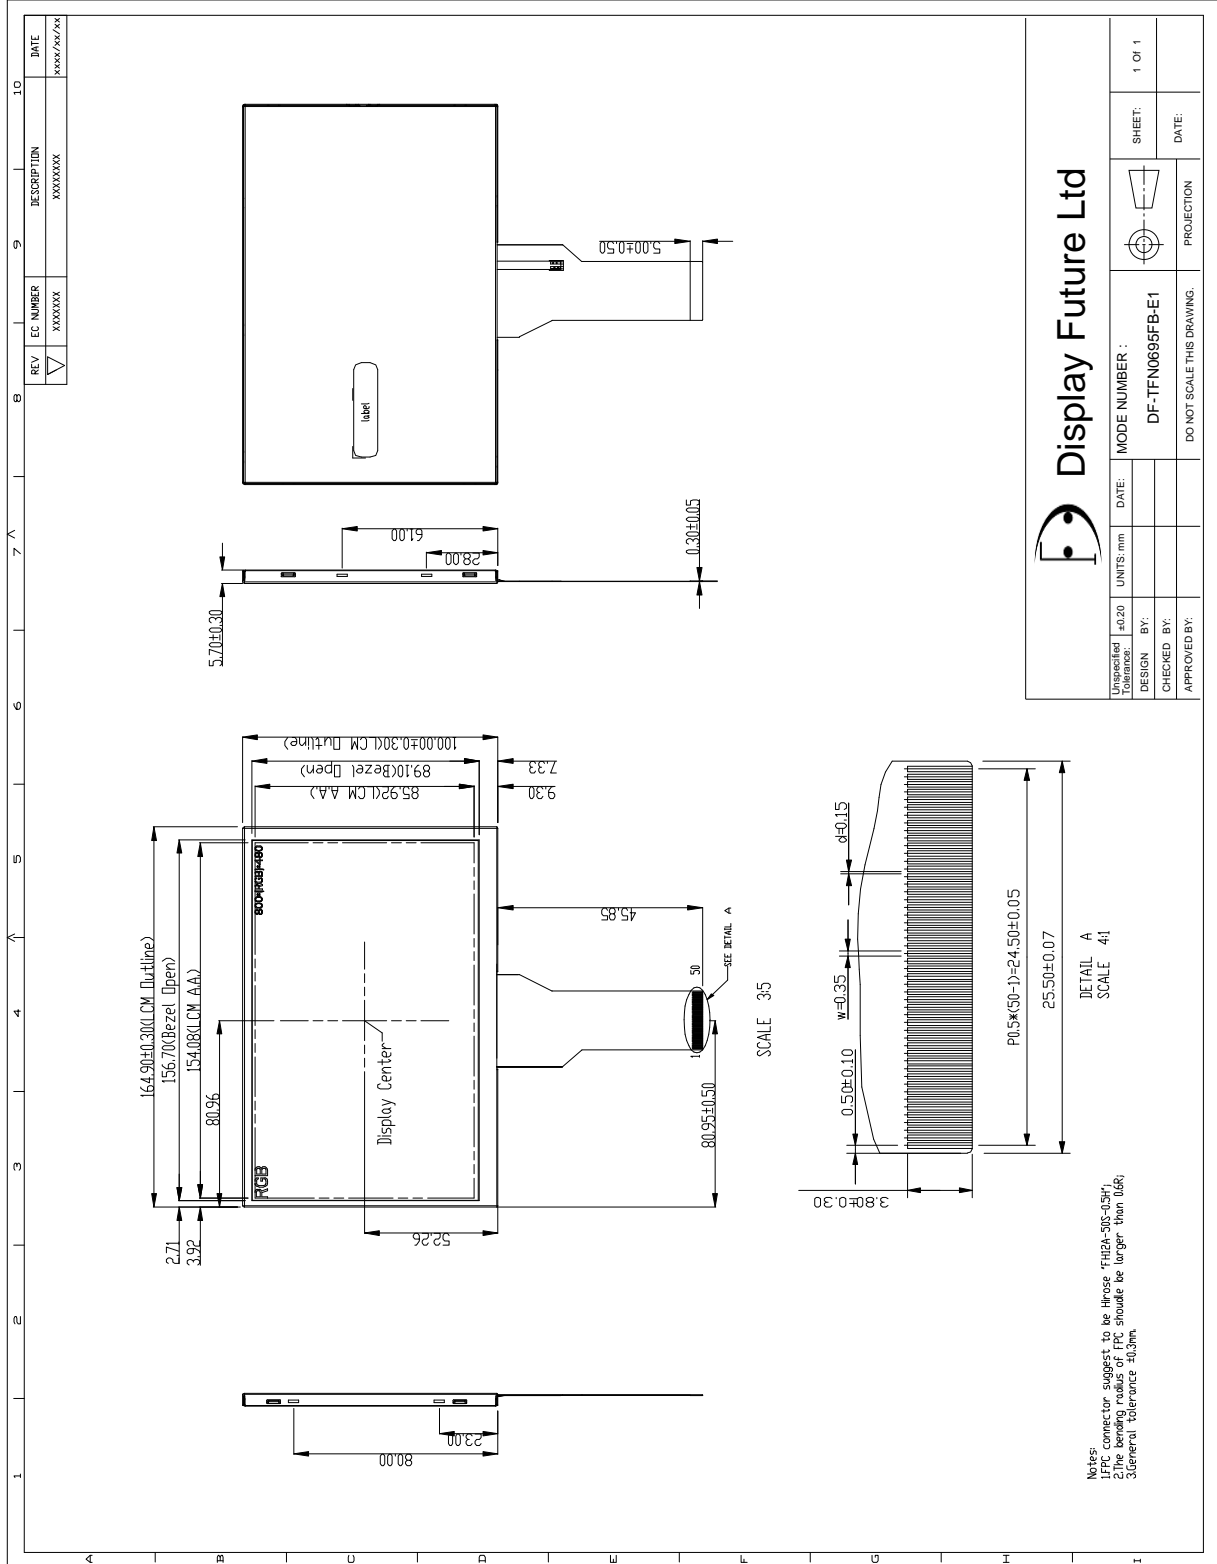 1
2
3
4
5
6
7
8
9
10
A
B
C
D
E
F
G
H
I
REV
EC NUMBER
DESCRIPTION
DATE
XXXXXXX
XXXXXXXX
xxxx/xx/xx
80.00
23.00
164.90±0.30(LCM Outline)
156.70(Bezel Open)
154.08(LCM A.A.)
80.96
2.71
3.92
RGB
800*(RGB)*480
Display Center
52.26
100.00±0.30(LCM Outline)
89.10(Bezel Open)
85.92(LCM A.A.)
7.33
9.30
45.85
1
50
SEE DETAIL A
80.95±0.50
SCALE 3:5
5.70±0.30
61.00
28.00
0.30±0.05
label
5.00±0.50
0.50±0.10
w=0.35
d=0.15
3.80±0.30
P0.5*(50-1)=24.50±0.05
25.50±0.07
DETAIL A
SCALE 4:1
Notes:
1.FPC connector suggest to be Hirose "FH12A-50S-0.5H";
2.The bending radius of FPC shoudle be larger than 0.6R;
3.General tolerance ±0.3mm.
Display Future Ltd
Unspecified
Tolerance:
±0.20
UNITS: mm
DATE:
MODE NUMBER :
DF-TFN0695FB-E1
SHEET:
1 Of 1
DESIGN BY:
CHECKED BY:
APPROVED BY:
DO NOT SCALE THIS DRAWING.
PROJECTION
DATE: